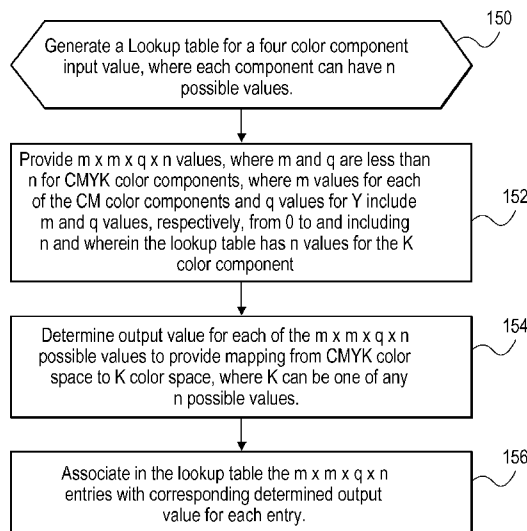 150
Generate a Lookup table for a four color component
input value, where each component can have n
possible values.
Provide m x m x q x n values, where m and q are less than
n for CMYK color components, where m values for each
of the CM color components and q values for Y include
m and q values, respectively, from 0 to and including
n and wherein the lookup table has n values for the K
color component
152
Determine output value for each of the m x m x q x n
possible values to provide mapping from CMYK color
space to K color space, where K can be one of any
n possible values.
154
Associate in the lookup table the m x m x q x n
entries with corresponding determined output
value for each entry.
156